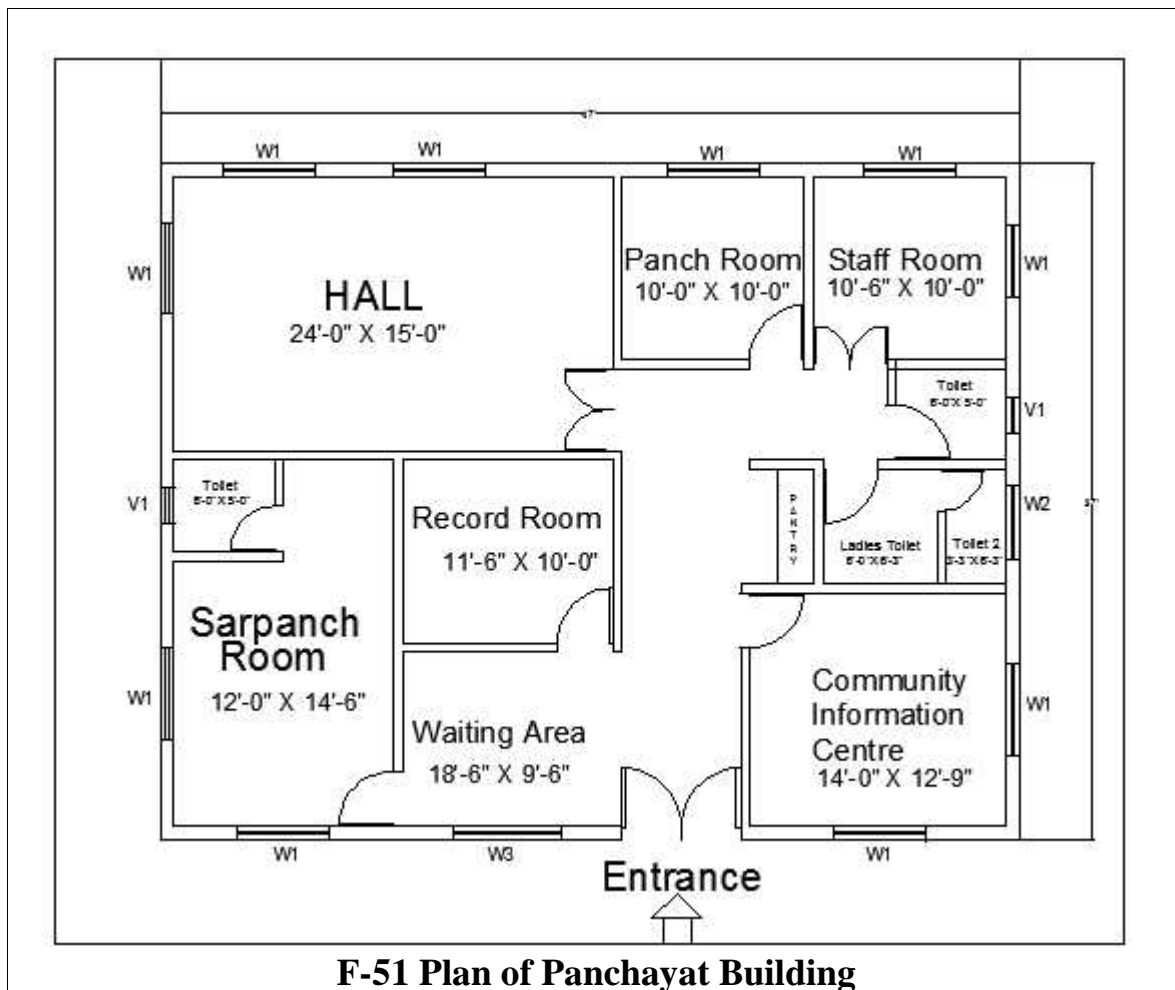 W1
W1
W1
W1
W1
HALL
24'-0" X 15'-0"
Panch Room
10'-0" X 10'-0"
Staff Room
10'-6" X 10'-0"
W1
Toilet
V1
Toilet
V1
Record Room
11'-6" X 10'-0"
PANTRY
Ladies Toilet
Toilet 2
W2
Sarpanch
Room
12'-0" X 14'-6"
W1
Waiting Area
18'-6" X 9'-6"
Community
Information
Centre
14'-0" X 12'-9"
W1
W1
W3
W1
Entrance
F-51 Plan of Panchayat Building